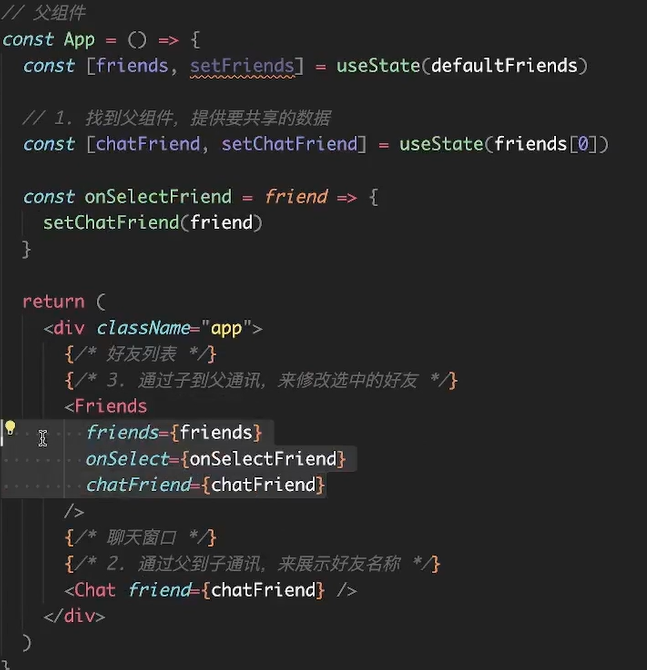 // 父组件
const App = () => {
const [friends, setFriends] = useState(defaultFriends)
// 1. 找到父组件，提供要共享的数据
const [chatFriend, setChatFriend] = useState(friends[0])
const onSelectFriend = friend => {
setChatFriend(friend)
}
return (
<div className="app">
{/* 好友列表 */}
{/* 3. 通过子到父通讯，来修改选中的好友 */}
<Friends
friends={friends}
onSelect={onSelectFriend}
chatFriend={chatFriend}
/>
{/* 聊天窗口 */}
{/* 2. 通过父到子通讯，来展示好友名称 */}
<Chat friend={chatFriend} />
</div>
)
}